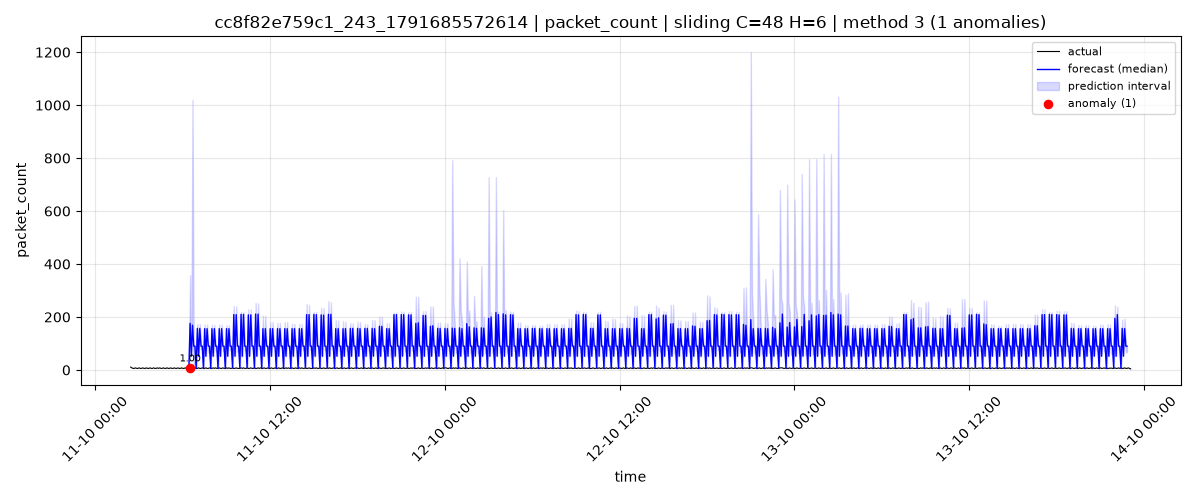 cc8f82e759c1_243_1791685572614 | packet_count | sliding C=48 H=6 | method 3 (1 anomalies)
actual
forecast (median)
prediction interval
anomaly (1)
1200
1000
800
600
400
200
0
packet_count
1.00
11-10 00:00
11-10 12:00
12-10 00:00
12-10 12:00
13-10 00:00
13-10 12:00
14-10 00:00
time